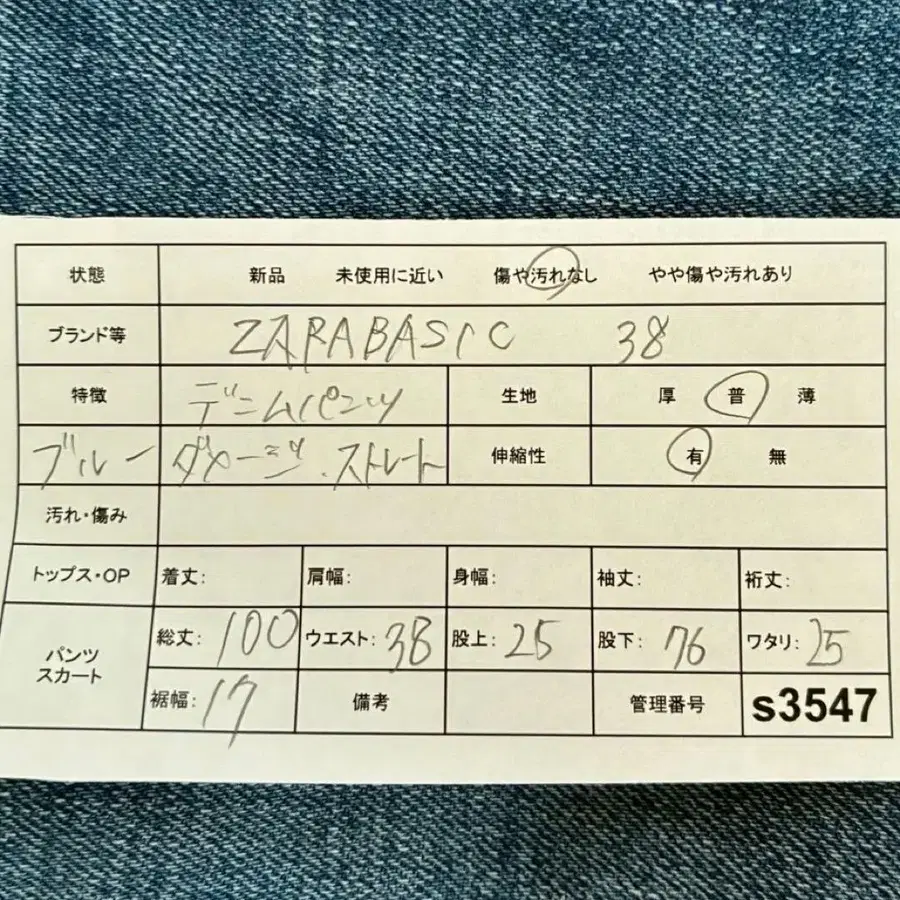 状態 新品 未使用に近い 傷や汚れなし やや傷や汚れあり
ブランド等 ZARABASIC 38
特徴 デニムパンツ 生地 厚 普 薄
ブルー ダメージ.ストレート 伸縮性 有 無
汚れ・傷み
トップス・OP 着丈: 肩幅: 身幅: 袖丈: 裄丈:
パンツ スカート 総丈: 100 ウエスト: 38 股上: 25 股下: 76 ワタリ: 25
裾幅: 17 備考 管理番号 s3547